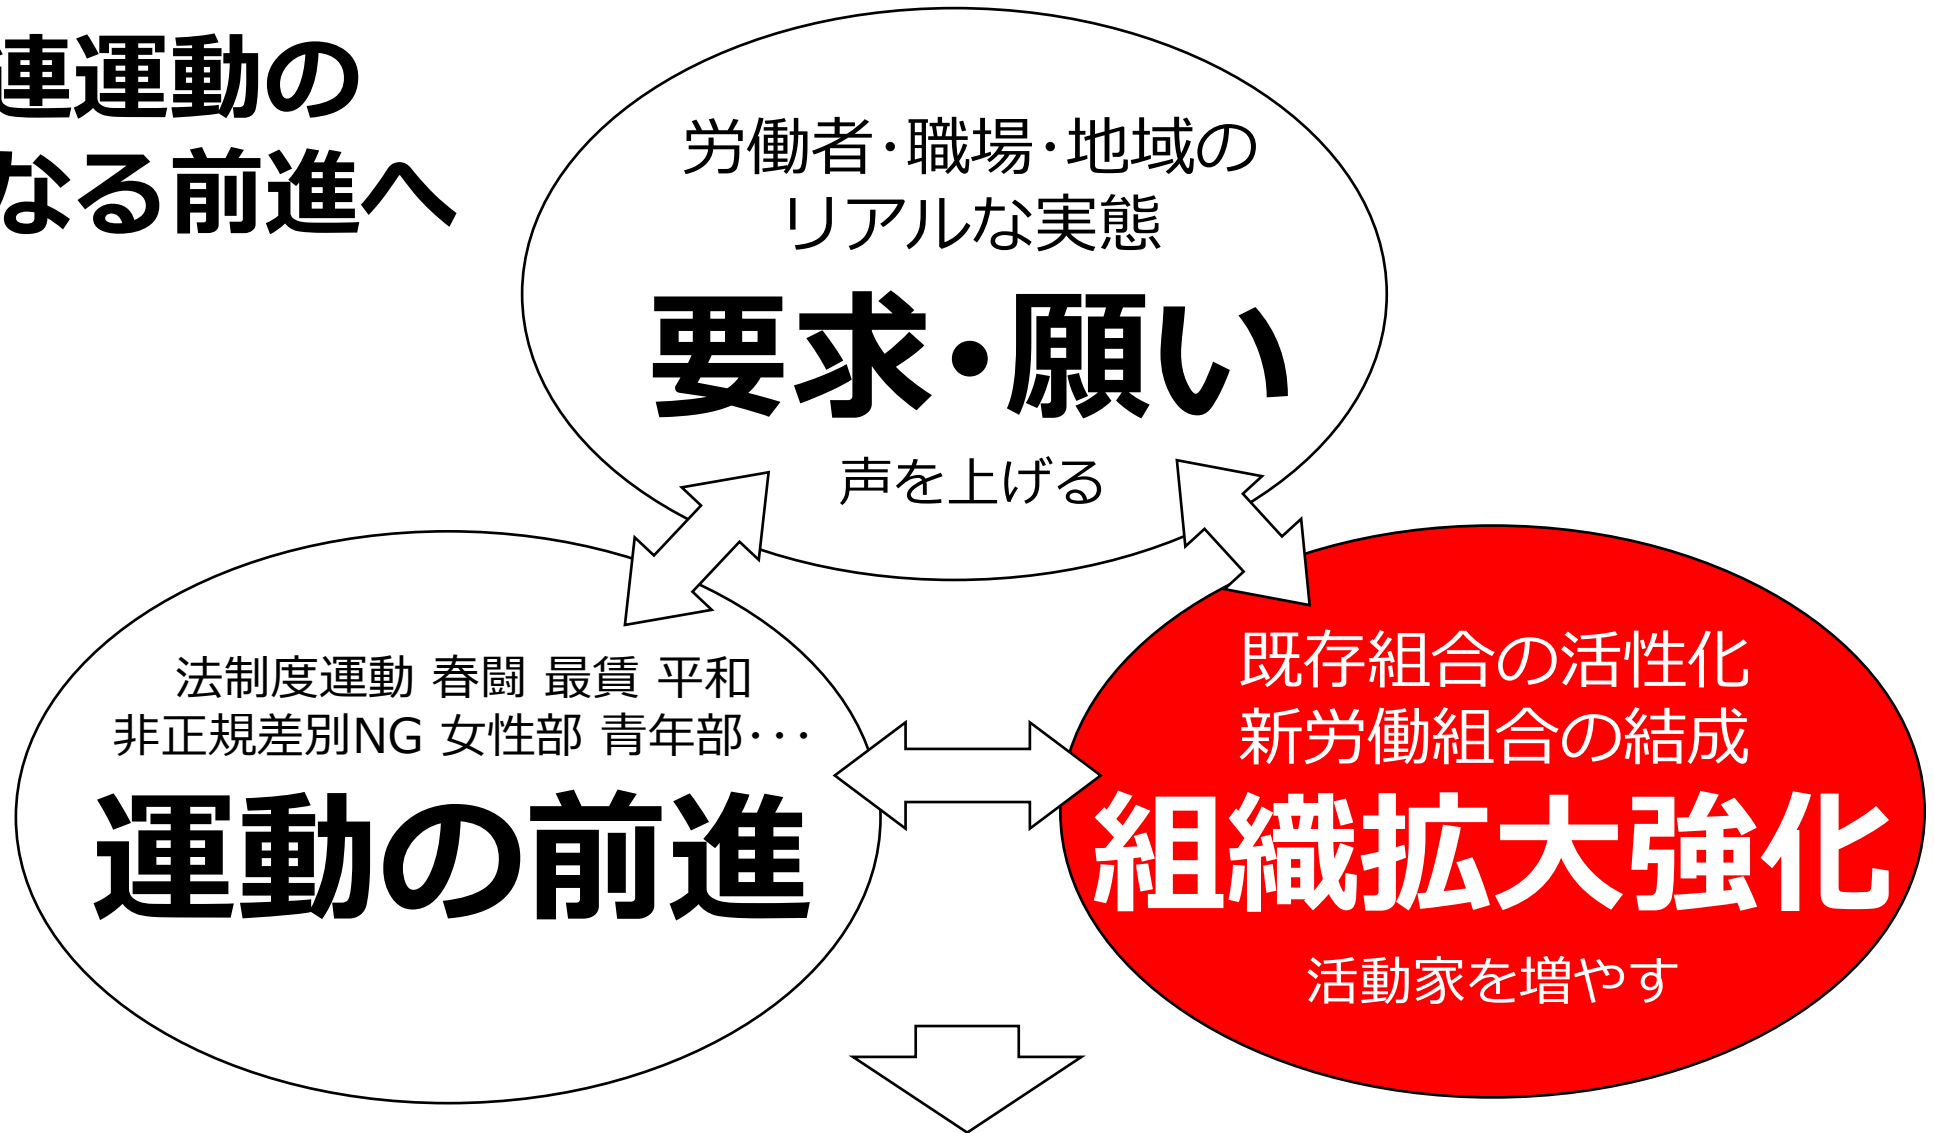 連運動の
なる前進へ
労働者・職場・地域の
リアルな実態
要求・願い
声を上げる
法制度運動 春闘 最賃 平和
非正規差別NG 女性部 青年部・・・
運動の前進
既存組合の活性化
新労働組合の結成
組織拡大強化
活動家を増やす